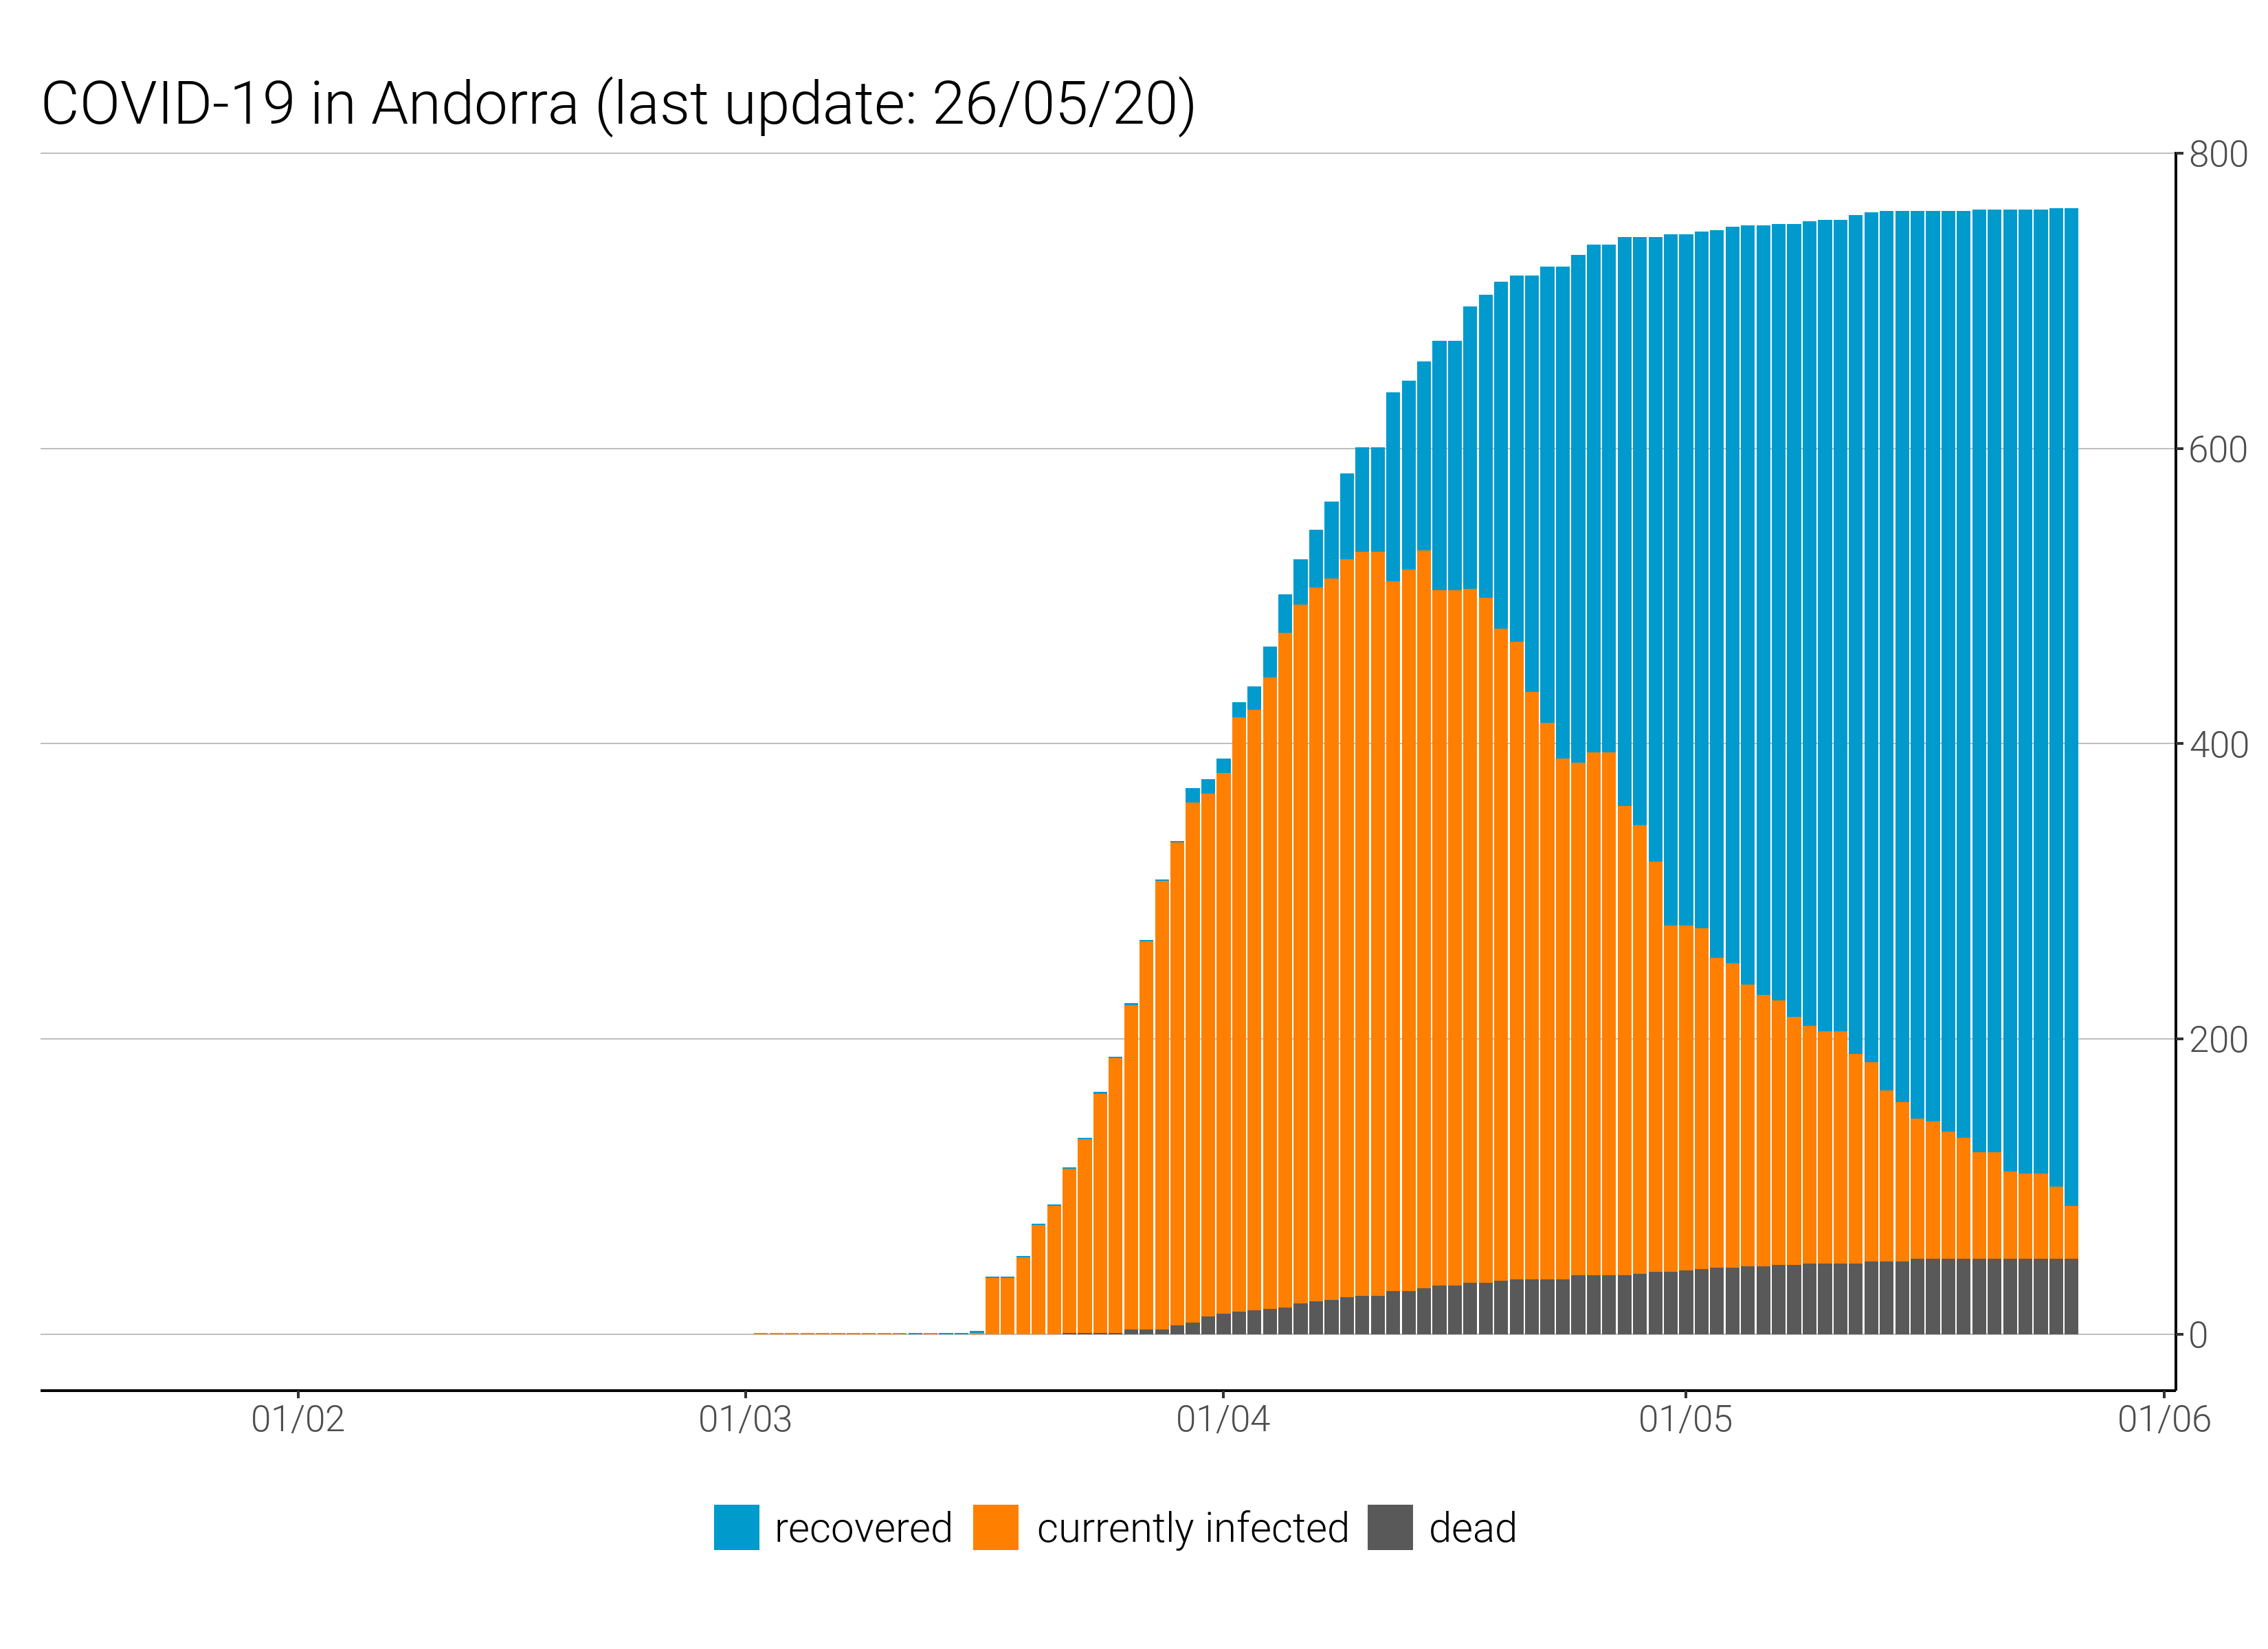 COVID-19 in Andorra (last update: 26/05/20)
800
600
400
200
0
01/02 01/03 01/04 01/05 01/06
recovered currently infected dead